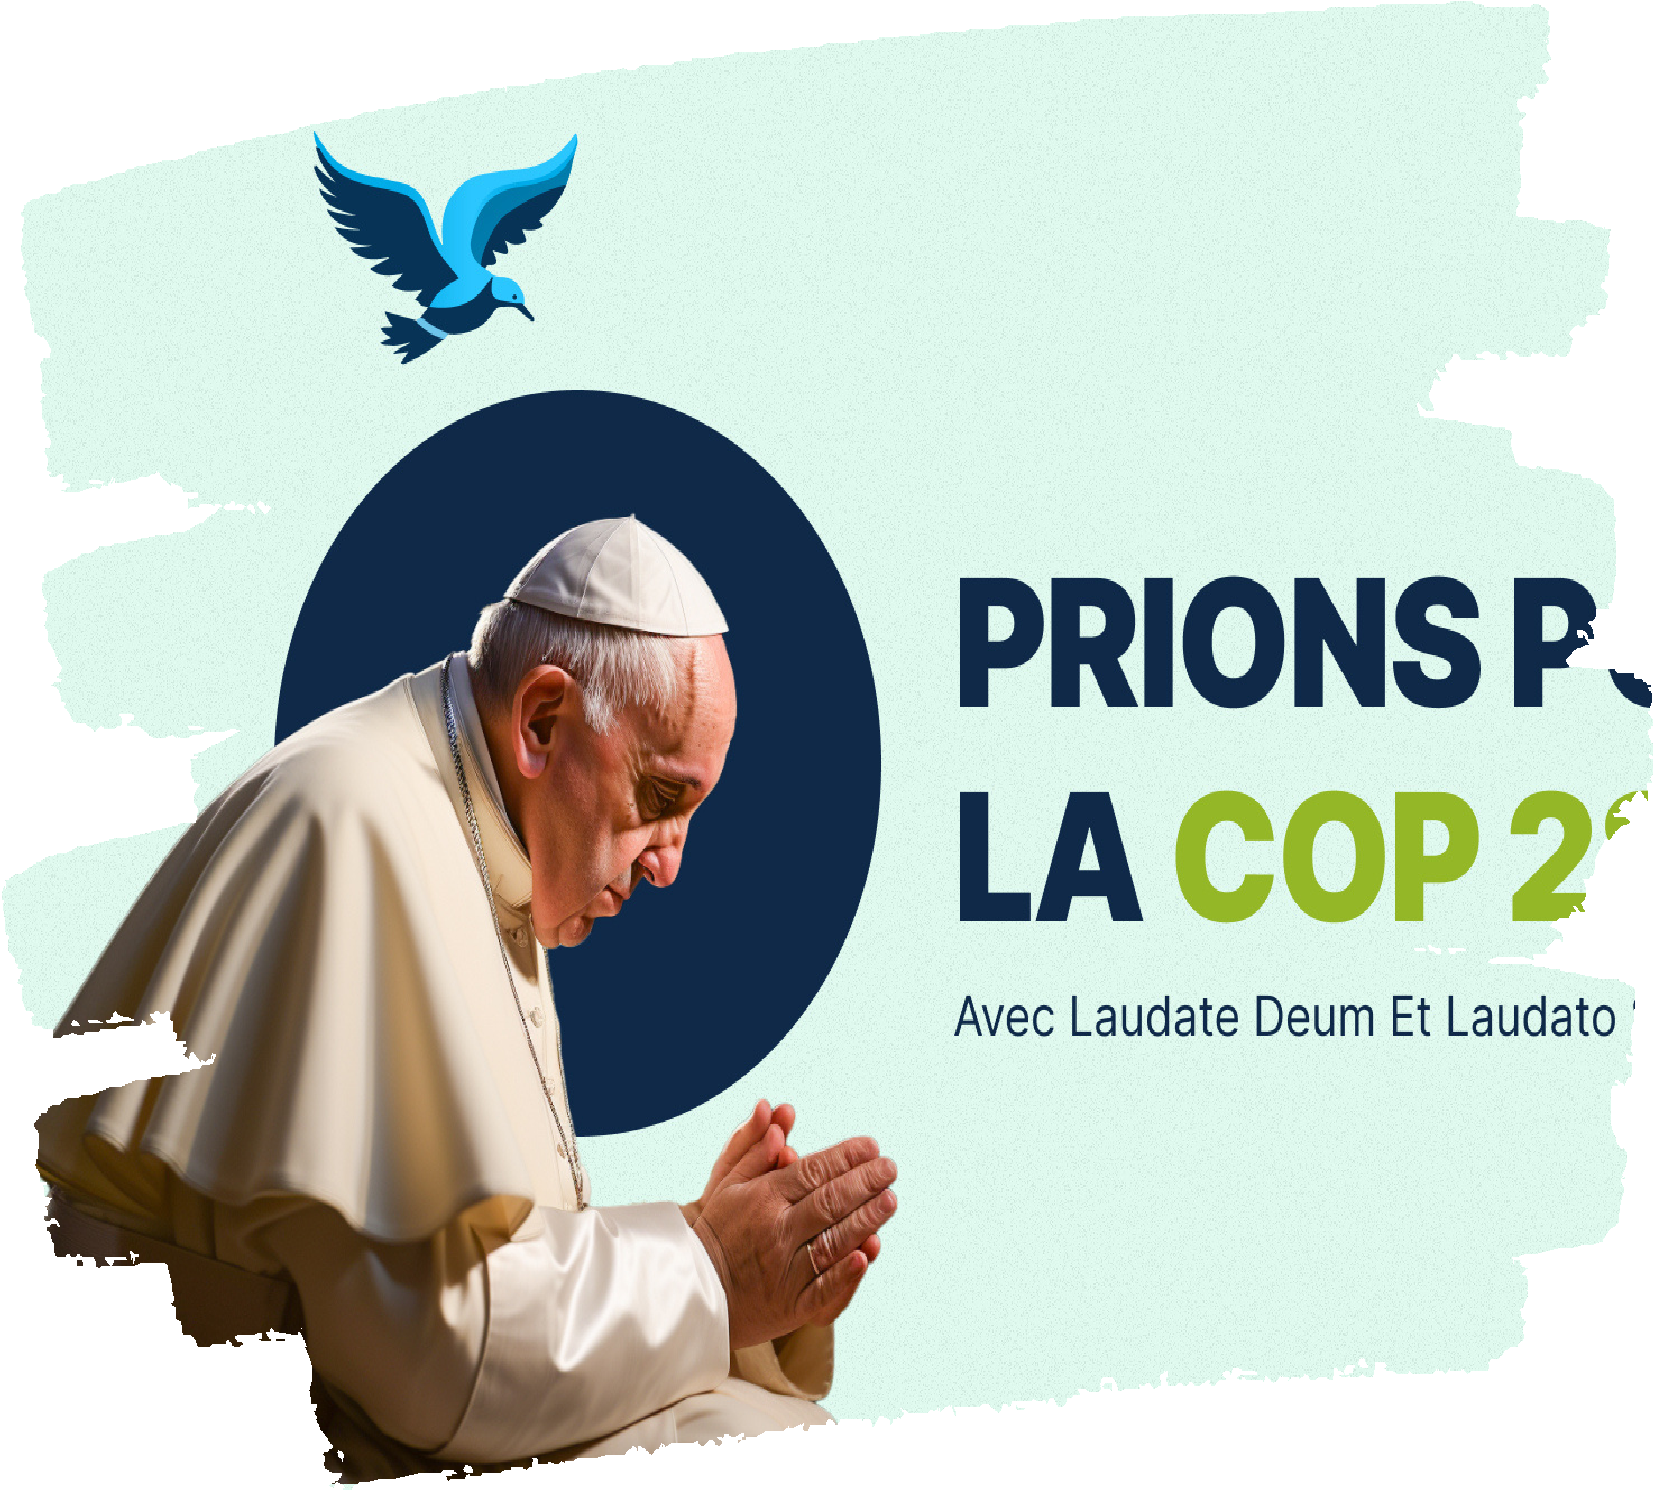 PRIONS
LA COP
Avec Laudate Deum Et Laudato